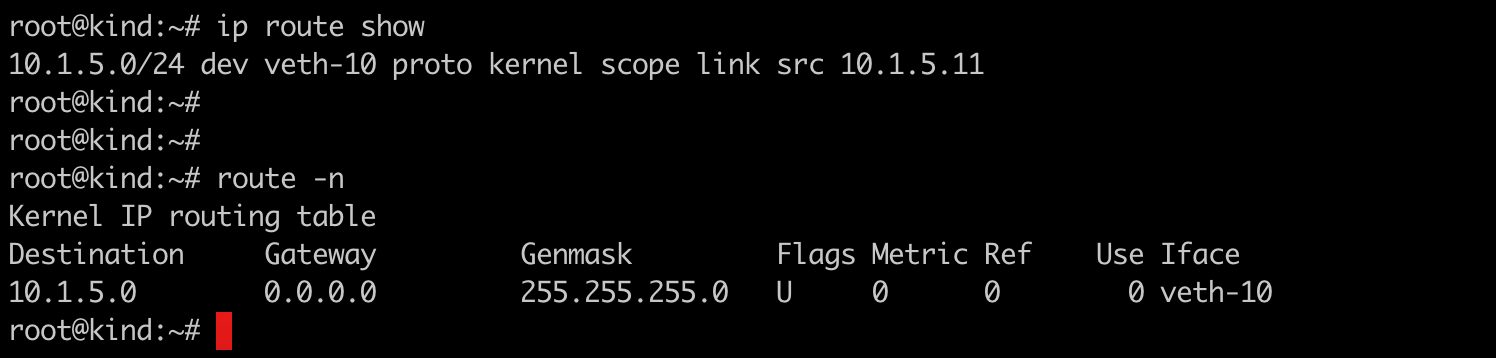 root@kind:~# ip route show
10.1.5.0/24 dev veth-10 proto kernel scope link src 10.1.5.11
root@kind:~#
root@kind:~#
root@kind:~# route -n
Kernel IP routing table
Destination     Gateway         Genmask         Flags Metric Ref    Use Iface
10.1.5.0        0.0.0.0         255.255.255.0   U     0      0        0 veth-10
root@kind:~#